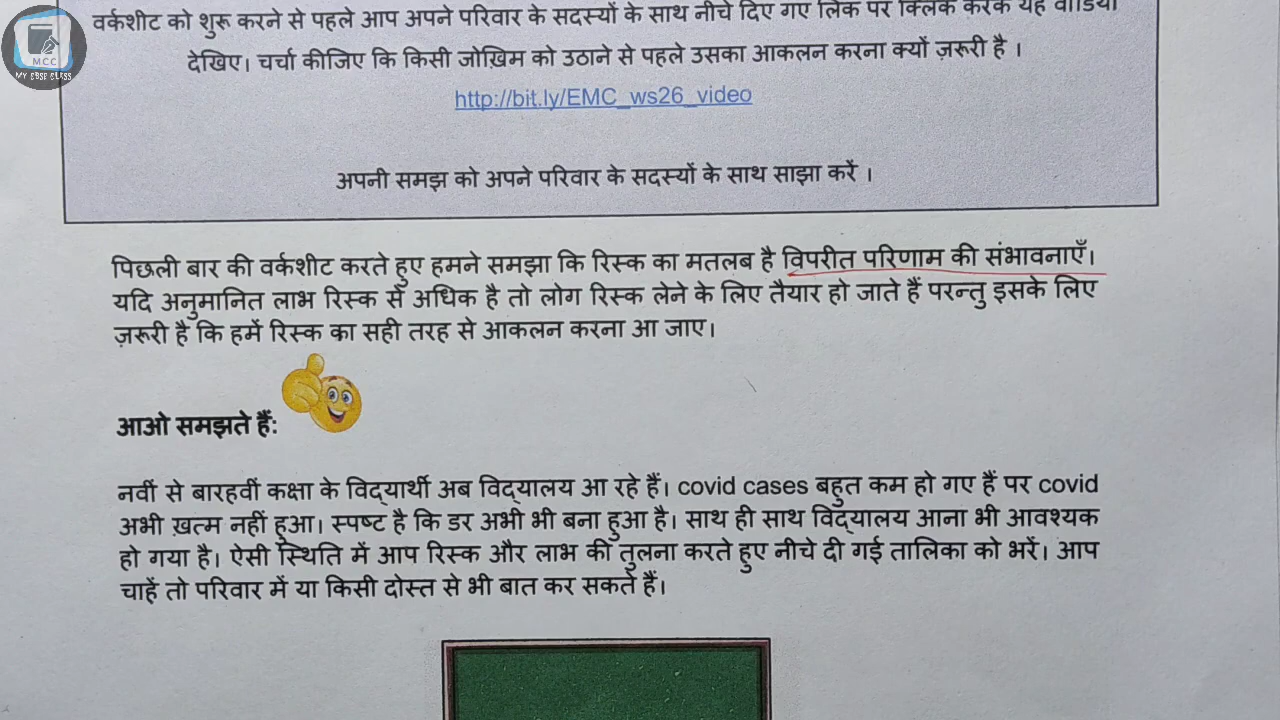 MCC
MY CBSE CLASS
वर्कशीट को शुरू करने से पहले आप अपने परिवार के सदस्यों के साथ नीचे दिए गए लिंक पर क्लिक करके यह वीडियो
देखिए। चर्चा कीजिए कि किसी जोख़िम को उठाने से पहले उसका आकलन करना क्यों ज़रूरी है ।
http://bit.ly/EMC_ws26_video
अपनी समझ को अपने परिवार के सदस्यों के साथ साझा करें ।
पिछली बार की वर्कशीट करते हुए हमने समझा कि रिस्क का मतलब है विपरीत परिणाम की संभावनाएँ।
यदि अनुमानित लाभ रिस्क से अधिक है तो लोग रिस्क लेने के लिए तैयार हो जाते हैं परन्तु इसके लिए
ज़रूरी है कि हमें रिस्क का सही तरह से आकलन करना आ जाए।
आओ समझते हैं:
नवीं से बारहवीं कक्षा के विद्यार्थी अब विद्यालय आ रहे हैं। covid cases बहुत कम हो गए हैं पर covid
अभी ख़त्म नहीं हुआ। स्पष्ट है कि डर अभी भी बना हुआ है। साथ ही साथ विद्यालय आना भी आवश्यक
हो गया है। ऐसी स्थिति में आप रिस्क और लाभ की तुलना करते हुए नीचे दी गई तालिका को भरें। आप
चाहें तो परिवार में या किसी दोस्त से भी बात कर सकते हैं।